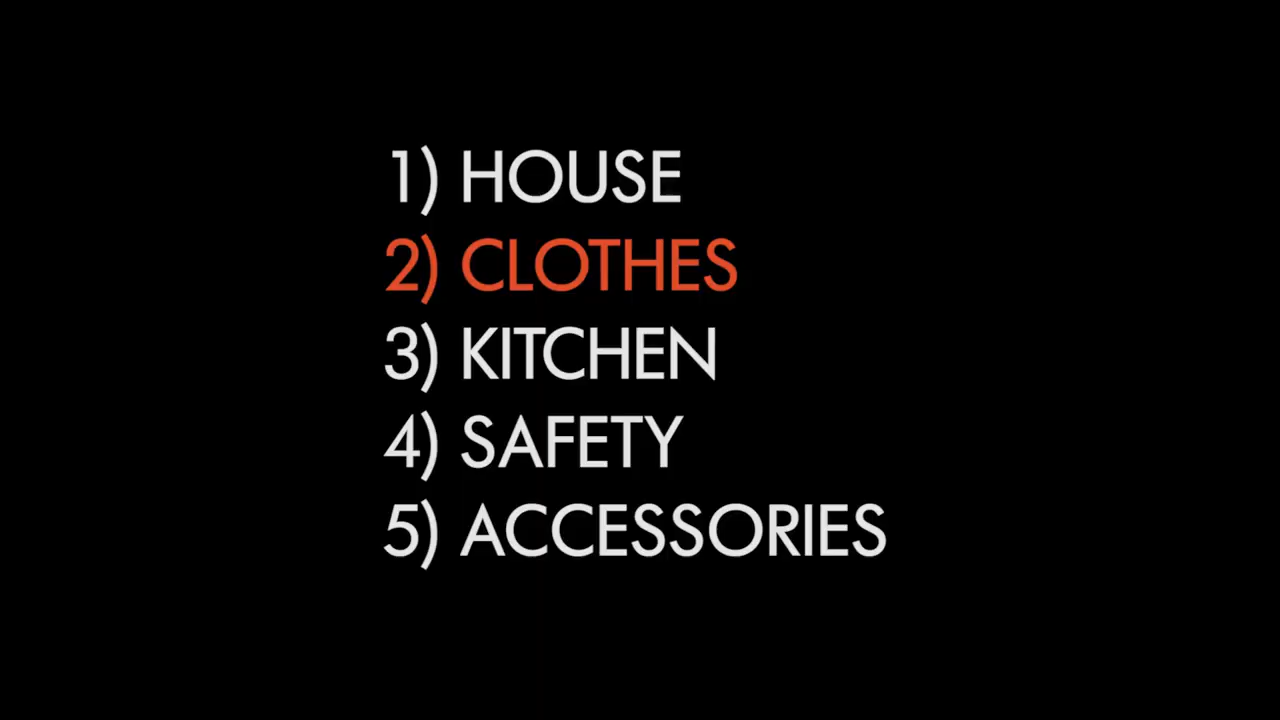 1) HOUSE
2) CLOTHES
3) KITCHEN
4) SAFETY
5) ACCESSORIES